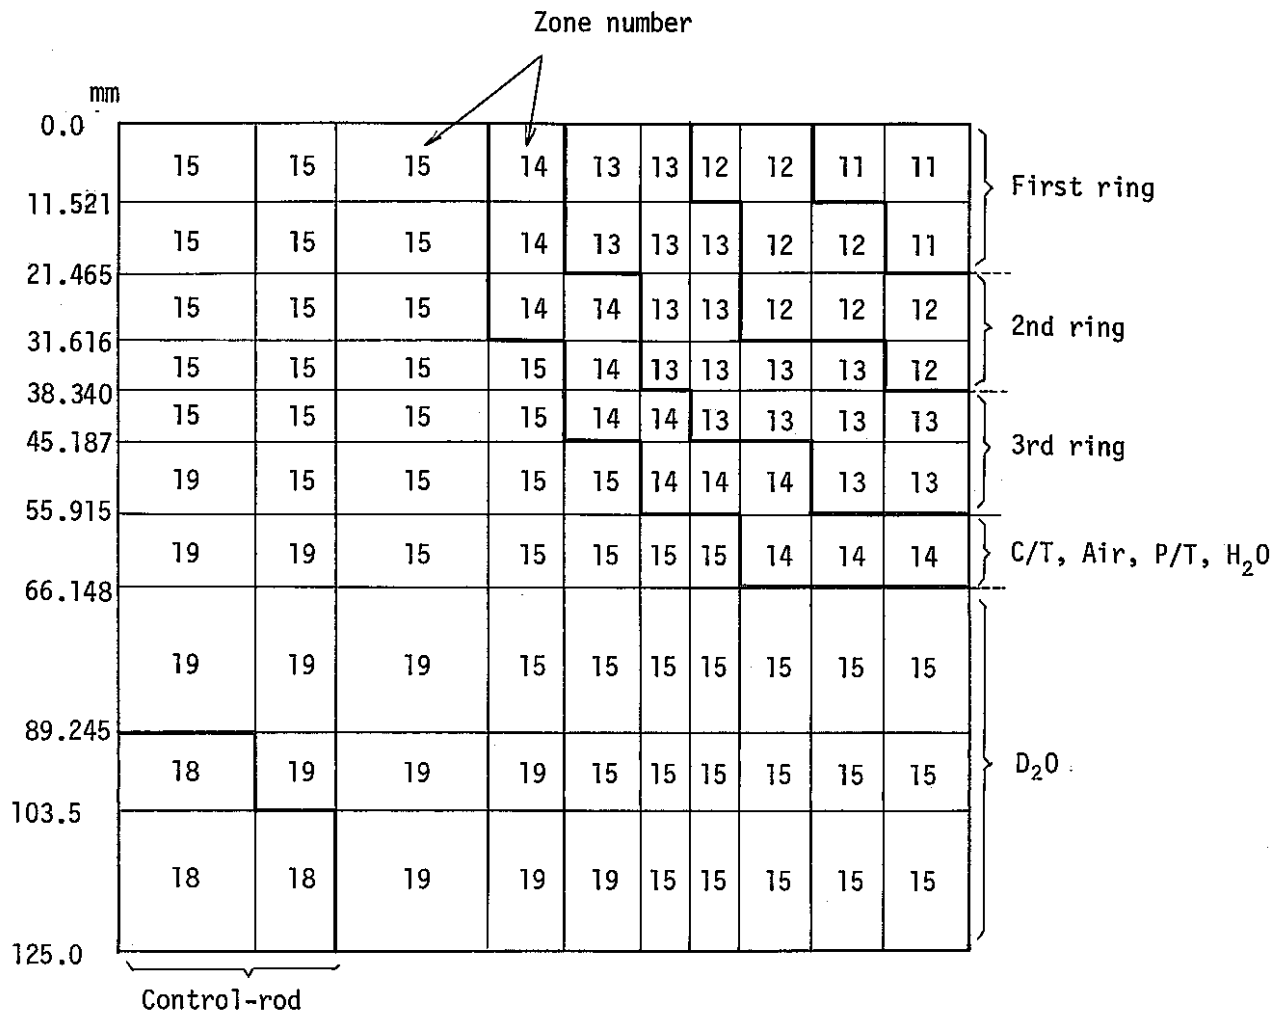 Zone number
mm
0.0
15 15 15 14 13 13 12 12 11 11
First ring
11.521
15 15 15 14 13 13 13 12 12 11
21.465
15 15 15 14 14 13 13 12 12 12
2nd ring
31.616
15 15 15 15 14 13 13 13 13 12
38.340
15 15 15 15 14 14 13 13 13 13
45.187
3rd ring
19 15 15 15 15 14 14 14 13 13
55.915
19 19 15 15 15 15 15 14 14 14
C/T, Air, P/T, H₂O
66.148
19 19 19 15 15 15 15 15 15 15
89.245
18 19 19 19 15 15 15 15 15 15
D₂O
103.5
18 18 19 19 19 15 15 15 15 15
125.0
Control-rod